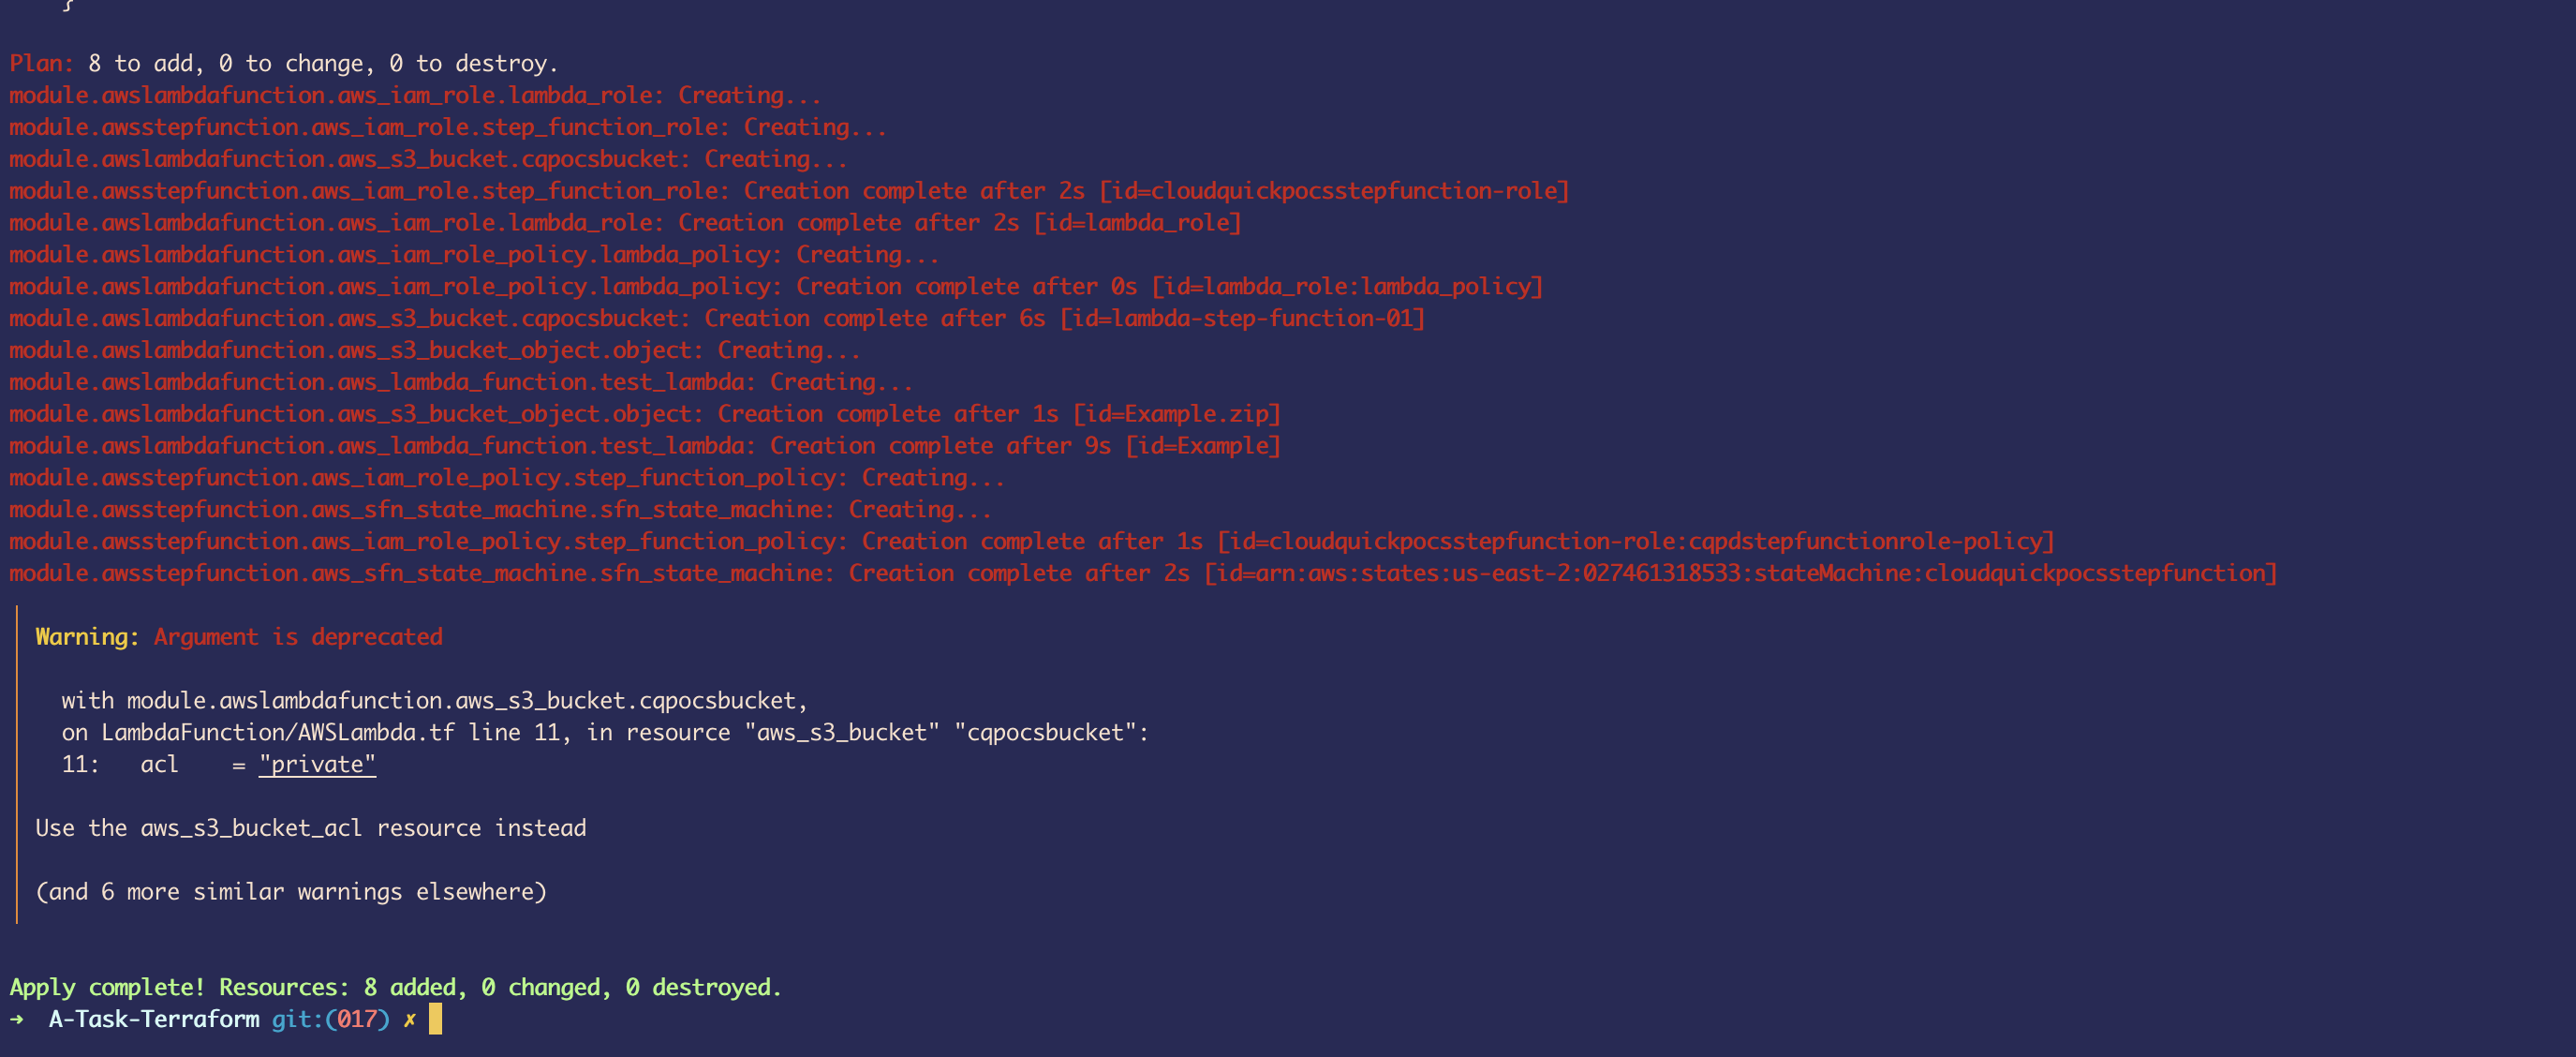 }
Plan: 8 to add, 0 to change, 0 to destroy.
module.awslambdafunction.aws_iam_role.lambda_role: Creating...
module.awsstepfunction.aws_iam_role.step_function_role: Creating...
module.awslambdafunction.aws_s3_bucket.cqpocsbucket: Creating...
module.awsstepfunction.aws_iam_role.step_function_role: Creation complete after 2s [id=cloudquickpocsstepfunction-role]
module.awslambdafunction.aws_iam_role.lambda_role: Creation complete after 2s [id=lambda_role]
module.awslambdafunction.aws_iam_role_policy.lambda_policy: Creating...
module.awslambdafunction.aws_iam_role_policy.lambda_policy: Creation complete after 0s [id=lambda_role:lambda_policy]
module.awslambdafunction.aws_s3_bucket.cqpocsbucket: Creation complete after 6s [id=lambda-step-function-01]
module.awslambdafunction.aws_s3_bucket_object.object: Creating...
module.awslambdafunction.aws_lambda_function.test_lambda: Creating...
module.awslambdafunction.aws_s3_bucket_object.object: Creation complete after 1s [id=Example.zip]
module.awslambdafunction.aws_lambda_function.test_lambda: Creation complete after 9s [id=Example]
module.awsstepfunction.aws_iam_role_policy.step_function_policy: Creating...
module.awsstepfunction.aws_sfn_state_machine.sfn_state_machine: Creating...
module.awsstepfunction.aws_iam_role_policy.step_function_policy: Creation complete after 1s [id=cloudquickpocsstepfunction-role:cqpdstepfunctionrole-policy]
module.awsstepfunction.aws_sfn_state_machine.sfn_state_machine: Creation complete after 2s [id=arn:aws:states:us-east-2:027461318533:stateMachine:cloudquickpocsstepfunction]
Warning: Argument is deprecated
with module.awslambdafunction.aws_s3_bucket.cqpocsbucket,
on LambdaFunction/AWSLambda.tf line 11, in resource "aws_s3_bucket" "cqpocsbucket":
11:   acl    = "private"
Use the aws_s3_bucket_acl resource instead
(and 6 more similar warnings elsewhere)
Apply complete! Resources: 8 added, 0 changed, 0 destroyed.
➜  A-Task-Terraform git:(017) ✗